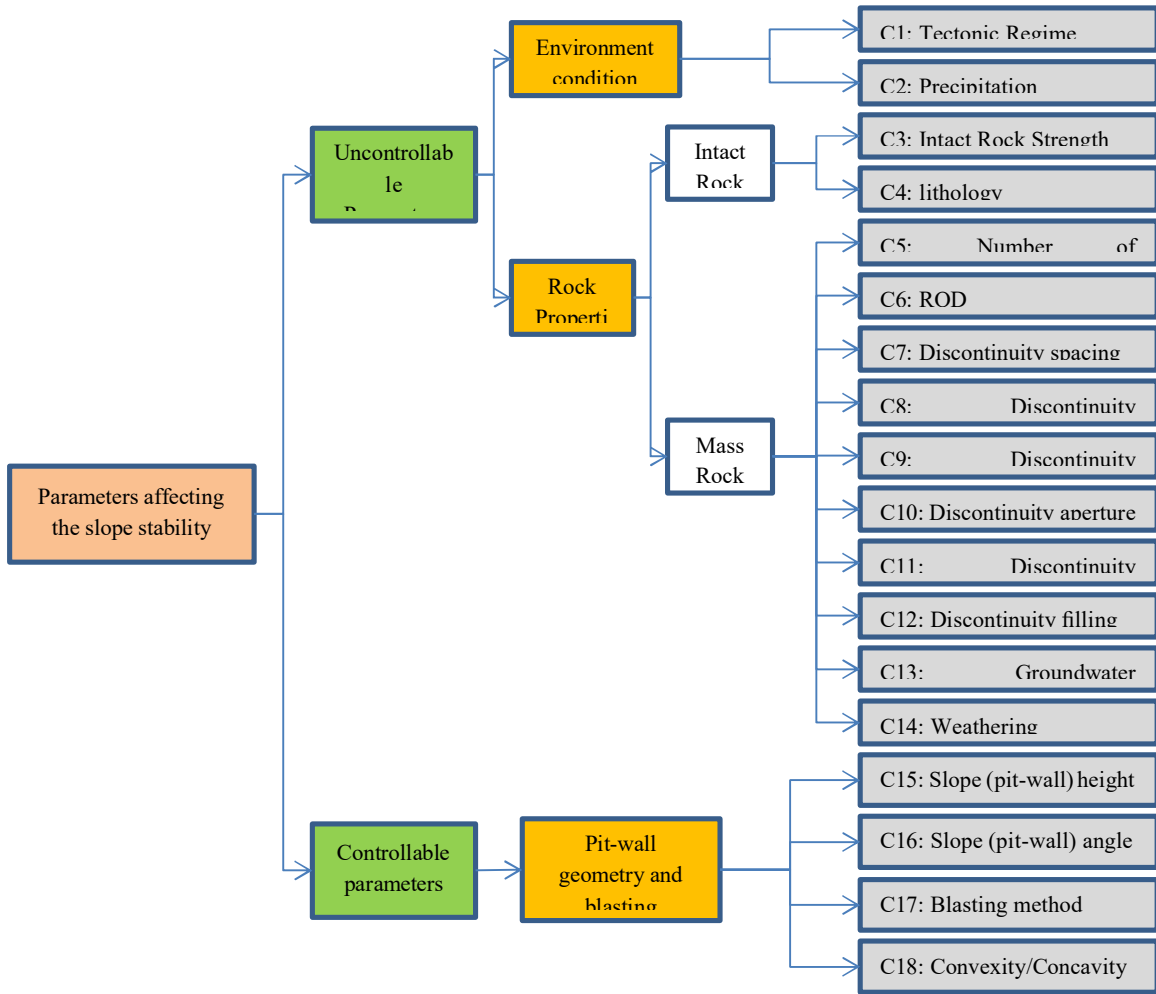 Parameters affecting
the slope stability
Uncontrollab
le
Controllable
parameters
Environment
condition
Rock
Properti
Pit-wall
geometry and
blasting
Intact
Rock
Mass
Rock
C1: Tectonic Regime
C2: Precipitation
C3: Intact Rock Strength
C4: lithology
C5: Number of
C6: RQD
C7: Discontinuity spacing
C8: Discontinuity
C9: Discontinuity
C10: Discontinuity aperture
C11: Discontinuity
C12: Discontinuity filling
C13: Groundwater
C14: Weathering
C15: Slope (pit-wall) height
C16: Slope (pit-wall) angle
C17: Blasting method
C18: Convexity/Concavity